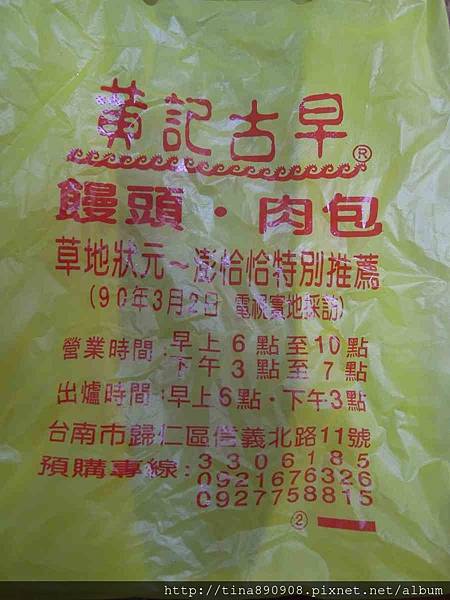 黃記古早®
饅頭·肉包
草地狀元~澎恰恰特別推薦
(90年3月2日 電視實地採訪)
營業時間:早上6點至10點
下午3點至7點
出爐時間:早上6點·下午3點
台南市歸仁區信義北路11號
預購專線:3306185
0921676326
0927758815
②
http://tina890908.pixnet.net/album